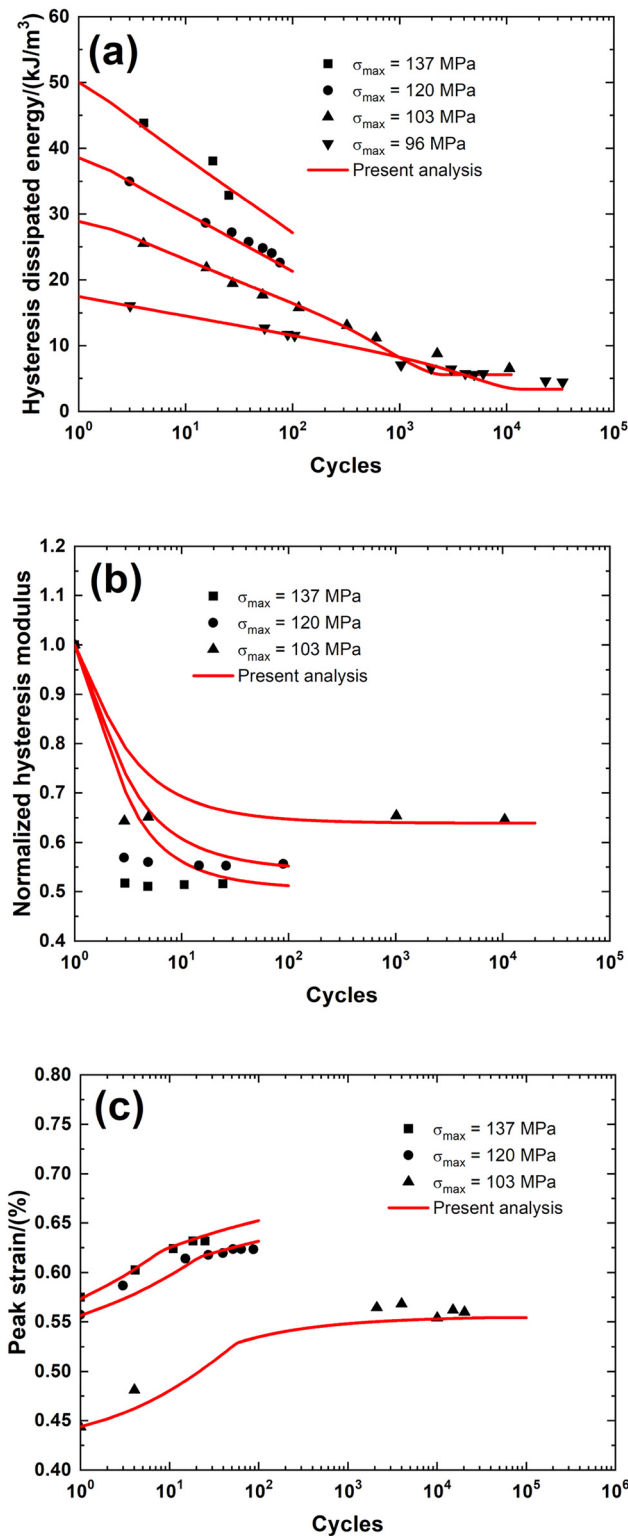 (a)
σmax = 137 MPa
σmax = 120 MPa
σmax = 103 MPa
σmax = 96 MPa
Present analysis
Hysteresis dissipated energy/(kJ/m³)
60
50
40
30
20
10
0
10⁰ 10¹ 10² 10³ 10⁴ 10⁵
Cycles
(b)
σmax = 137 MPa
σmax = 120 MPa
σmax = 103 MPa
Present analysis
Normalized hysteresis modulus
1.2
1.1
1.0
0.9
0.8
0.7
0.6
0.5
0.4
10⁰ 10¹ 10² 10³ 10⁴ 10⁵
Cycles
(c)
σmax = 137 MPa
σmax = 120 MPa
σmax = 103 MPa
Present analysis
Peak strain/(%)
0.80
0.75
0.70
0.65
0.60
0.55
0.50
0.45
0.40
10⁰ 10¹ 10² 10³ 10⁴ 10⁵ 10⁶
Cycles